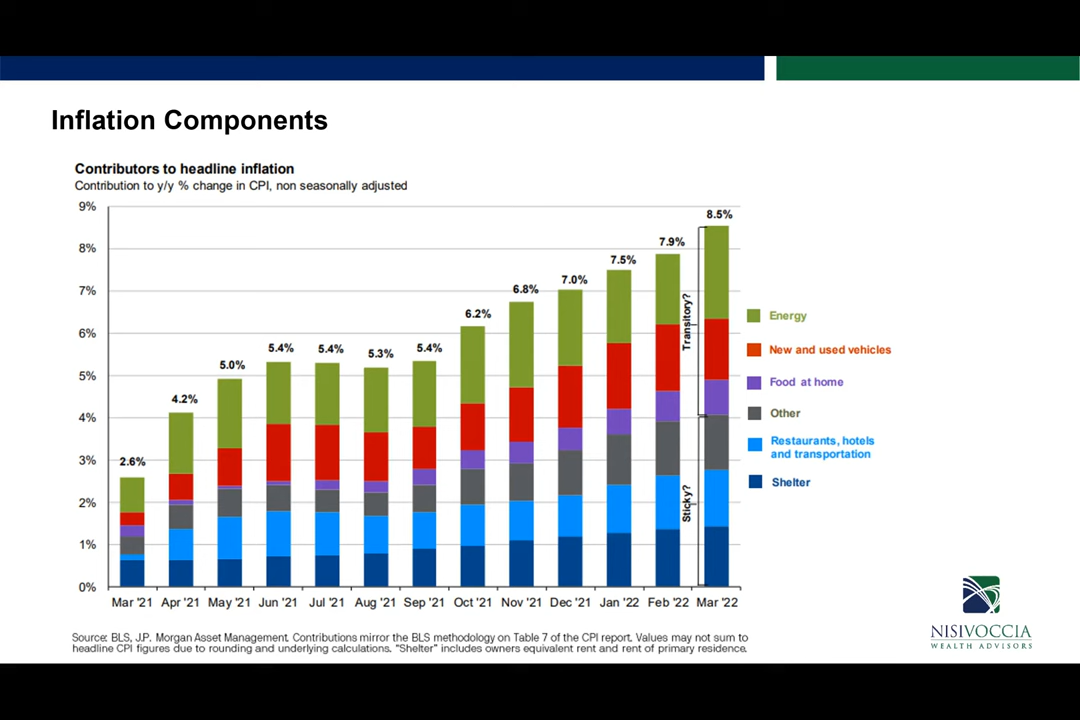 Inflation Components
Contributors to headline inflation
Contribution to y/y % change in CPI, non seasonally adjusted
9%
8%
7%
6%
5%
4%
3%
2%
1%
0%
2.6%
4.2%
5.0%
5.4%
5.4%
5.3%
5.4%
6.2%
6.8%
7.0%
7.5%
7.9%
8.5%
Transitory?
Sticky?
Energy
New and used vehicles
Food at home
Other
Restaurants, hotels
and transportation
Shelter
Mar '21 Apr '21 May '21 Jun '21 Jul '21 Aug '21 Sep '21 Oct '21 Nov '21 Dec '21 Jan '22 Feb '22 Mar '22
Source: BLS, J.P. Morgan Asset Management. Contributions mirror the BLS methodology on Table 7 of the CPI report. Values may not sum to
headline CPI figures due to rounding and underlying calculations. "Shelter" includes owners equivalent rent and rent of primary residence.
NISIVOCCIA
WEALTH ADVISORS